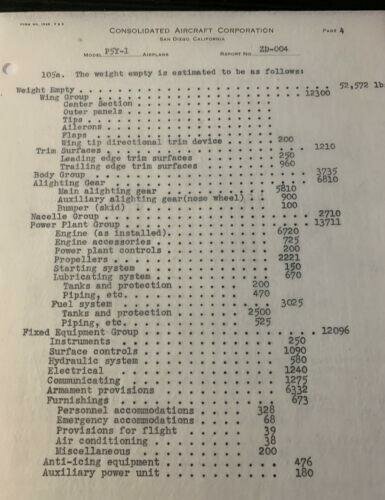 FORM NO. 1048
CONSOLIDATED AIRCRAFT CORPORATION PAGE 4
SAN DIEGO, CALIFORNIA
MODEL P5Y-1 AIRPLANES REPORT NO. ZD-004
105a. The weight empty is estimated to be as follows:
Weight Empty 52,572 lb
Wing Group 12300
Center Section
Outer panels
Tips
Ailerons
Flaps
Wing tip directional trim device 200
Trim Surfaces 1210
Leading edge trim surfaces 250
Trailing edge trim surfaces 960
Body Group 3735
Alighting Gear 6810
Main alighting gear 5810
Auxiliary alighting gear(nose wheel) 900
Bumper (skid) 100
Nacelle Group 2710
Power Plant Group 13711
Engine (as installed) 6720
Engine accessories 725
Power plant controls 200
Propellers 2221
Starting system 150
Lubricating system 670
Tanks and protection 200
Piping, etc. 470
Fuel system 3025
Tanks and protection 2500
Piping, etc. 525
Fixed Equipment Group 12096
Instruments 250
Surface controls 1090
Hydraulic system 580
Electrical 1240
Communicating 1275
Armament provisions 6332
Furnishings 673
Personnel accommodations 328
Emergency accommodations 68
Provisions for flight 39
Air conditioning 38
Miscellaneous 200
Anti-icing equipment 476
Auxiliary power unit 180